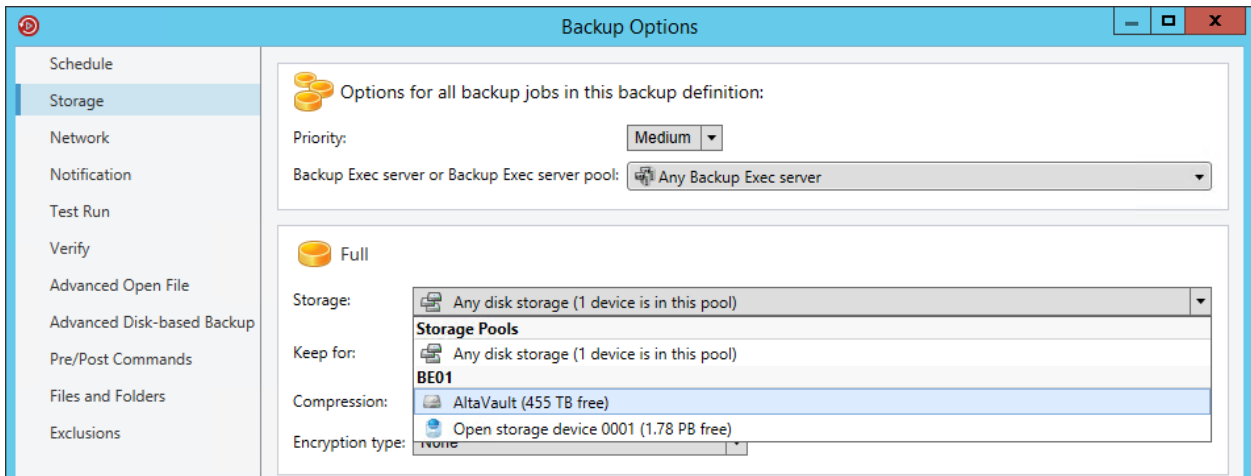 Backup Options
Schedule
Storage
Network
Notification
Test Run
Verify
Advanced Open File
Advanced Disk-based Backup
Pre/Post Commands
Files and Folders
Exclusions
Options for all backup jobs in this backup definition:
Priority: Medium
Backup Exec server or Backup Exec server pool: Any Backup Exec server
Full
Storage: Any disk storage (1 device is in this pool)
Storage Pools
Keep for: Any disk storage (1 device is in this pool)
BE01
Compression: AltaVault (455 TB free)
Open storage device 0001 (1.78 PB free)
Encryption type: None